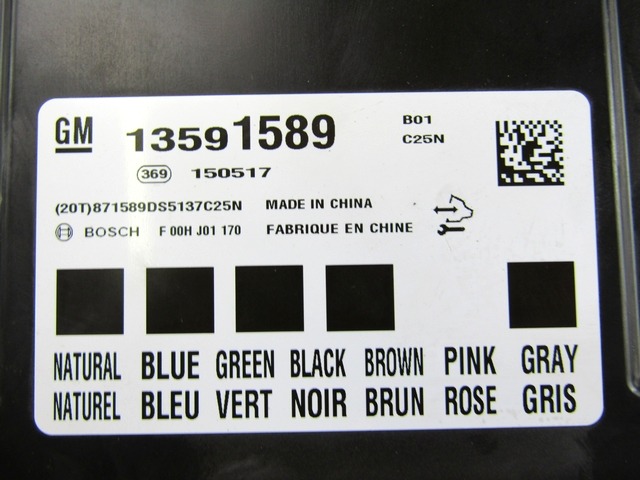 GM 13591589 B01
C25N
369 150517
(20T)871589DS5137C25N MADE IN CHINA
BOSCH F 00H J01 170 FABRIQUE EN CHINE
NATURAL BLUE GREEN BLACK BROWN PINK GRAY
NATUREL BLEU VERT NOIR BRUN ROSE GRIS